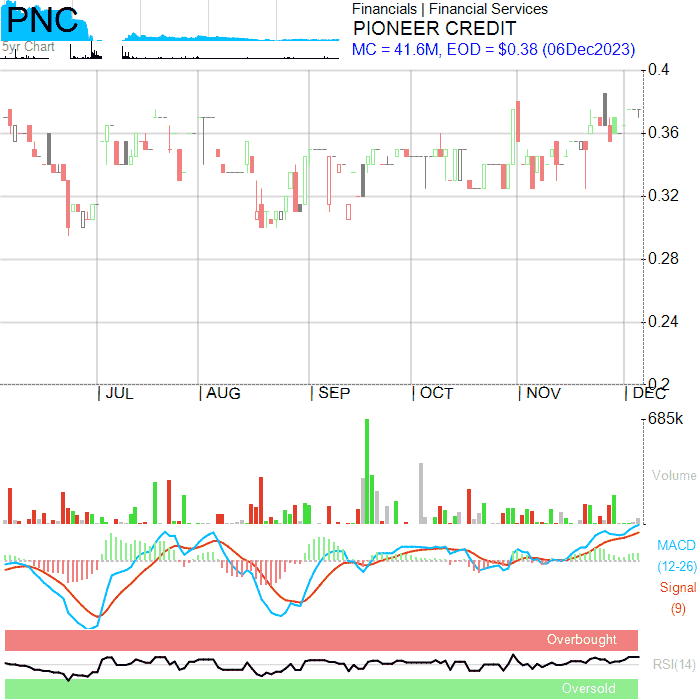 PNC
5yr Chart
Financials | Financial Services
PIONEER CREDIT
MC = 41.6M, EOD = $0.38 (06Dec2023)
0.4
0.36
0.32
0.28
0.24
0.2
| JUL | AUG | SEP | OCT | NOV | DEC
685k
Volume
MACD
(12-26)
Signal
(9)
Overbought
RSI(14)
Oversold